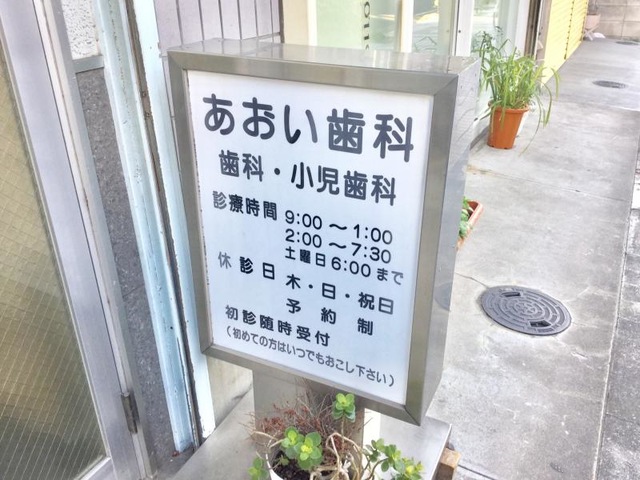 あおい歯科
歯科・小児歯科
診療時間 9:00～1:00
2:00～7:30
土曜日6:00まで
休診日 木・日・祝日
予約制
初診随時受付
(初めての方はいつでもおこし下さい)